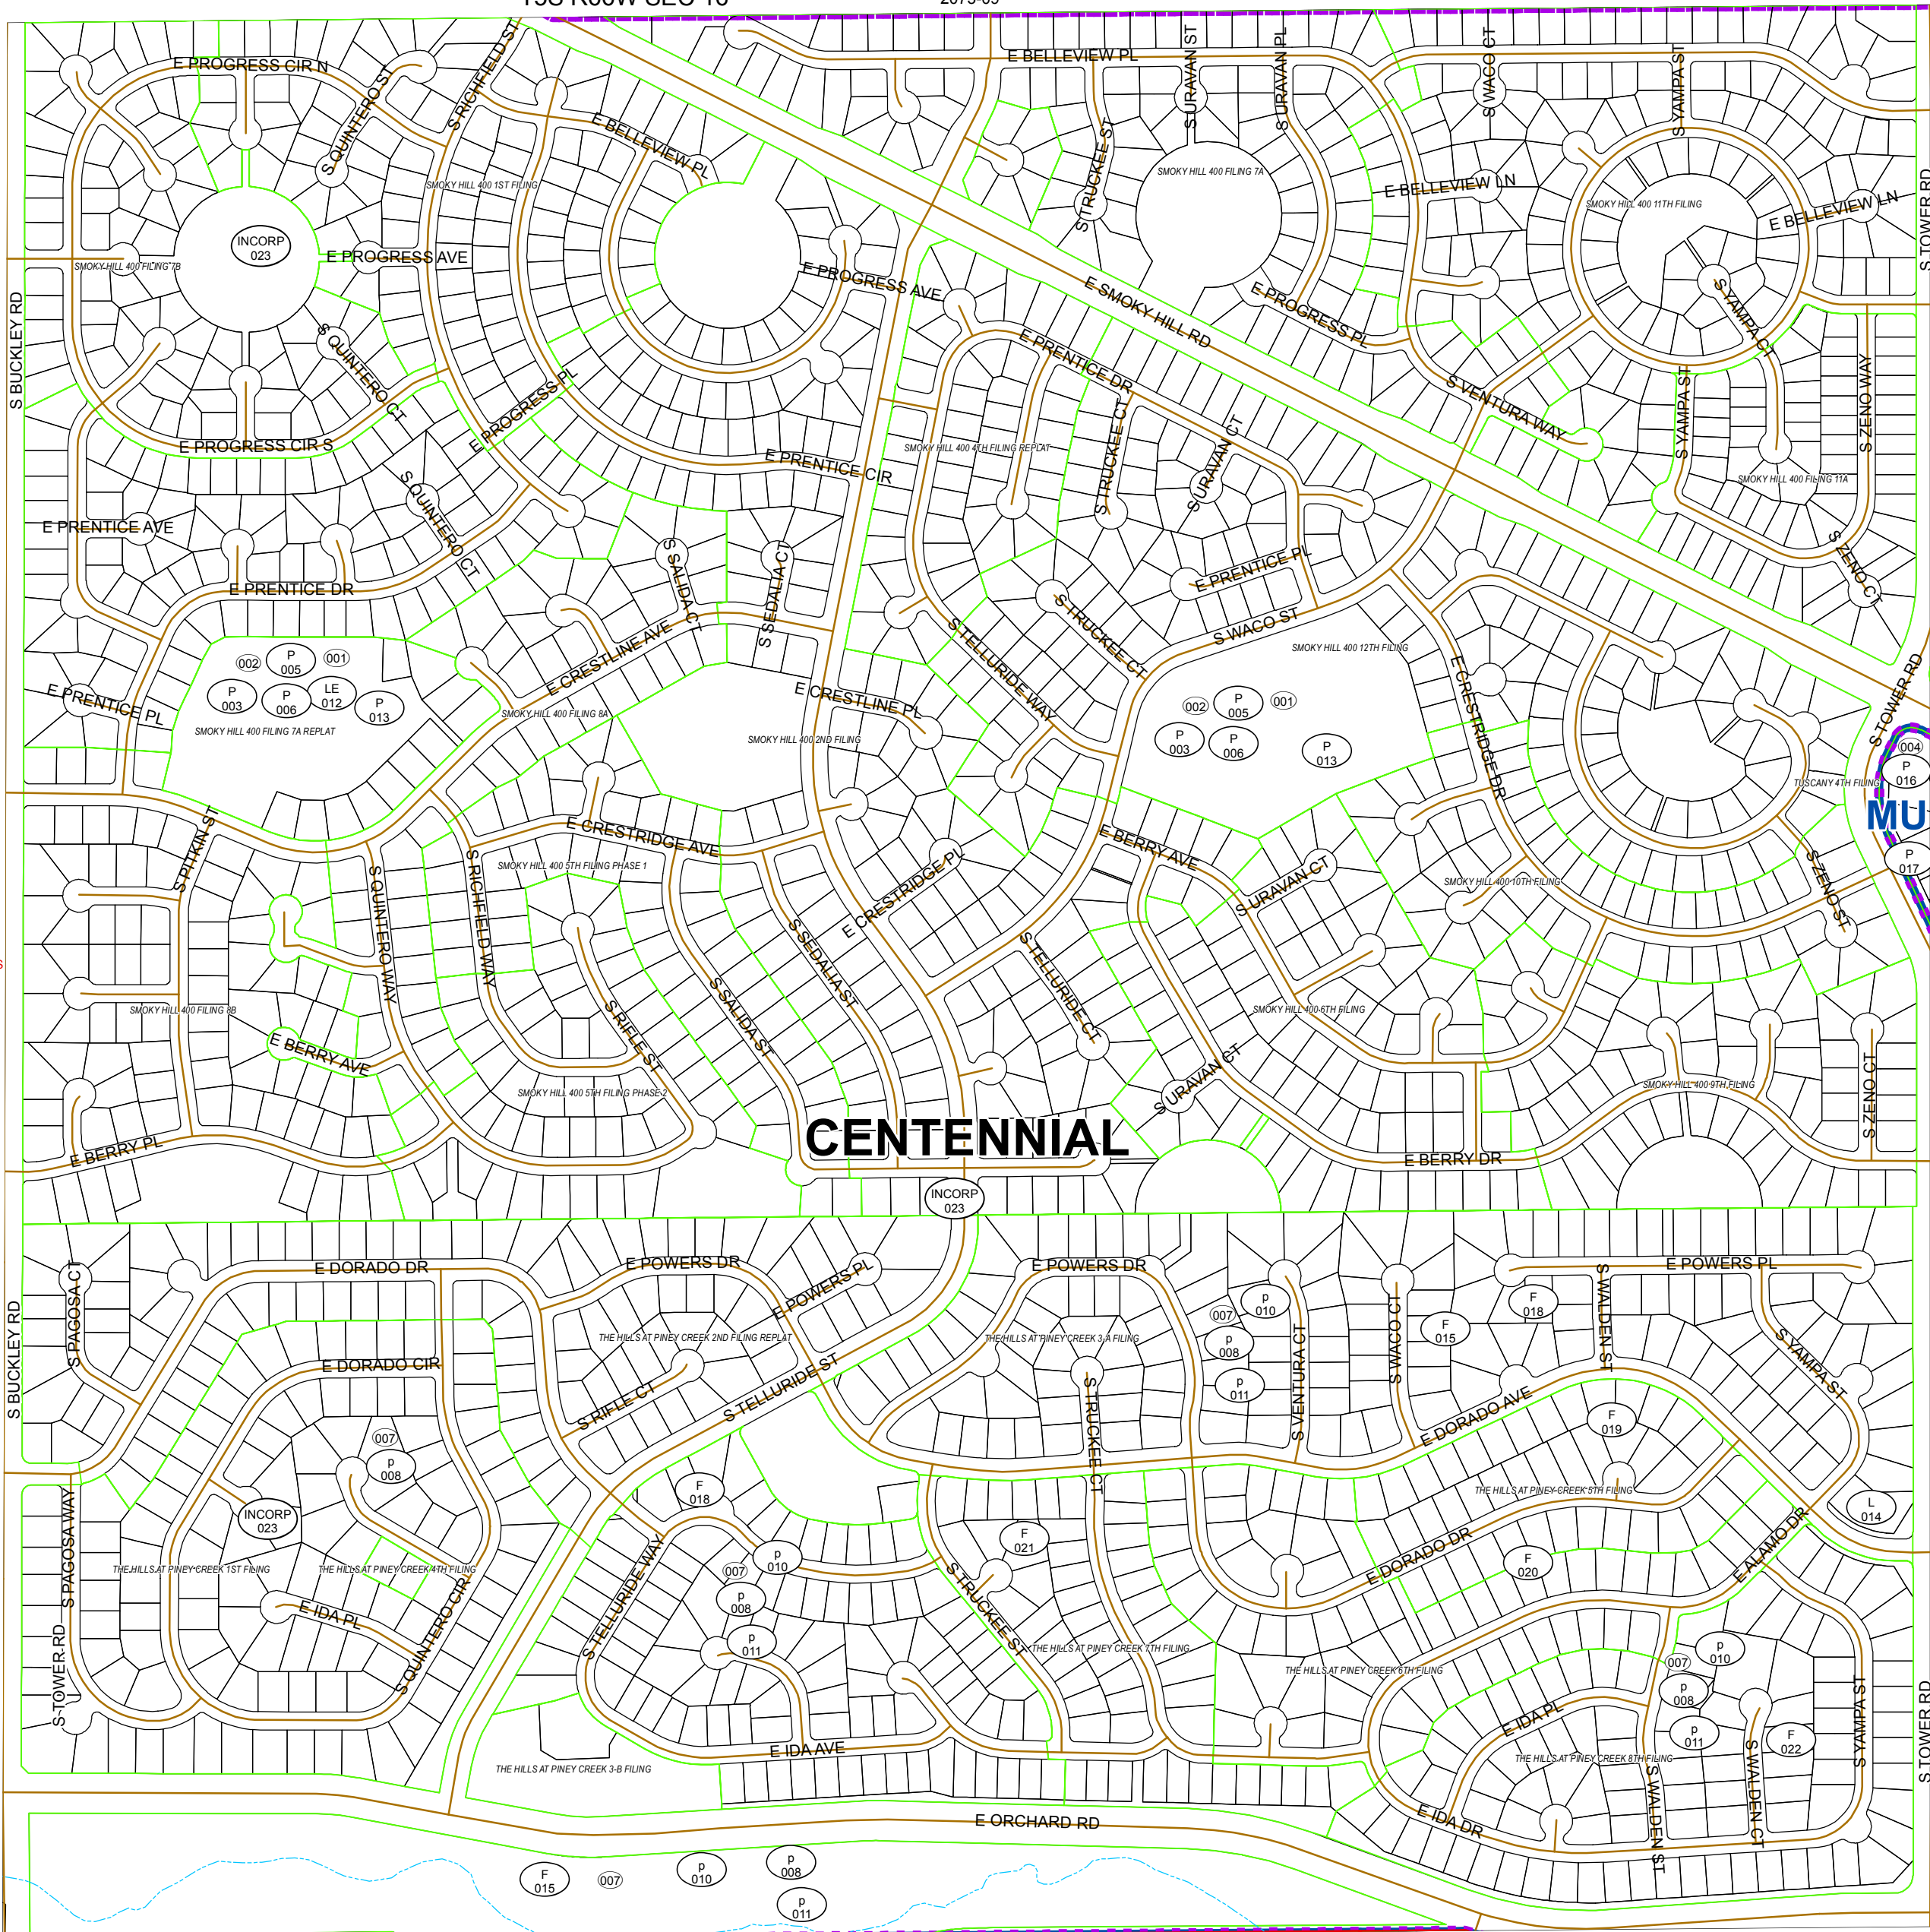 2075-09
E PROGRESS CIR N
S QUINTERO ST
S RICHFIELD ST
E BELLEVIEW PL
E BELLEVIEW PL
S TRUCKEE ST
S URAVAN ST
S URAVAN PL
S WACO CT
S YAMPA ST
S TOWER RD
SMOKY HILL 400 1ST FILING
SMOKY HILL 400 FILING 7A
E BELLEVIEW LN
SMOKY HILL 400 11TH FILING
E BELLEVIEW LN
INCORP
023
E PROGRESS AVE
SMOKY HILL 400 FILING 7B
E PROGRESS AVE
E SMOKY HILL RD
E PROGRESS PL
S YAMPA CT
S BUCKLEY RD
S QUINTERO CT
E PROGRESS PL
E PRENTICE DR
S VENTURA WAY
S YAMPA ST
S ZENO WAY
E PROGRESS CIR S
E PRENTICE CIR
SMOKY HILL 400 4TH FILING REPLAT
S TRUCKEE CT
S URAVAN CT
SMOKY HILL 400 FILING 11A
S QUINTERO CT
E PRENTICE AVE
S SALIDA CT
S SEDALIA CT
E PRENTICE PL
S ZENO CT
E PRENTICE DR
S TRUCKEE CT
S WACO ST
E CRESTLINE AVE
S TELLURIDE WAY
SMOKY HILL 400 12TH FILING
E CRESTRIDGE DR
002
P
005
001
P
003
P
006
LE
012
P
013
E PRENTICE PL
SMOKY HILL 400 FILING 7A REPLAT
SMOKY HILL 400 FILING 8A
E CRESTLINE PL
SMOKY HILL 400 2ND FILING
002
P
005
001
P
003
P
006
P
013
S TOWER RD
004
P
016
TUSCANY 4TH FILING
MU
P
017
S PITKIN ST
E CRESTRIDGE AVE
SMOKY HILL 400 5TH FILING PHASE 1
E BERRY AVE
E CRESTRIDGE PL
S URAVAN CT
SMOKY HILL 400 10TH FILING
S ZENO ST
S QUINTERO WAY
S RICHFIELD WAY
S SEDALIA ST
S TELLURIDE CT
S SALIDA ST
SMOKY HILL 400 FILING 8B
SMOKY HILL 400 6TH FILING
S RIFLE ST
E BERRY AVE
S URAVAN CT
SMOKY HILL 400 5TH FILING PHASE 2
SMOKY HILL 400 9TH FILING
S ZENO CT
CENTENNIAL
E BERRY PL
E BERRY DR
INCORP
023
S PAGOSA CT
E DORADO DR
E POWERS DR
E POWERS PL
E POWERS DR
E POWERS PL
S BUCKLEY RD
007
p
010
p
008
p
011
S VENTURA CT
S WACO CT
F
015
F
018
S WALDEN ST
S YAMPA ST
THE HILLS AT PINEY CREEK 2ND FILING REPLAT
THE HILLS AT PINEY CREEK 3-A FILING
E DORADO CIR
S RIFLE CT
S TELLURIDE ST
S TRUCKEE CT
E DORADO AVE
F
019
007
p
008
INCORP
023
F
018
THE HILLS AT PINEY CREEK 5TH FILING
L
014
S PAGOSA WAY
F
021
E DORADO DR
F
020
E ALAMO DR
THE HILLS AT PINEY CREEK 1ST FILING
THE HILLS AT PINEY CREEK 4TH FILING
S TELLURIDE WAY
007
p
010
p
008
p
011
S TRUCKEE ST
E IDA PL
S QUINTERO CIR
S TOWER RD
THE HILLS AT PINEY CREEK 7TH FILING
THE HILLS AT PINEY CREEK 6TH FILING
007
p
010
p
008
p
011
F
022
S YAMPA ST
S TOWER RD
E IDA PL
E IDA AVE
THE HILLS AT PINEY CREEK 3-B FILING
THE HILLS AT PINEY CREEK 8TH FILING
S WALDEN ST
S WALDEN CT
E ORCHARD RD
E IDA DR
F
015
007
p
010
p
008
p
011